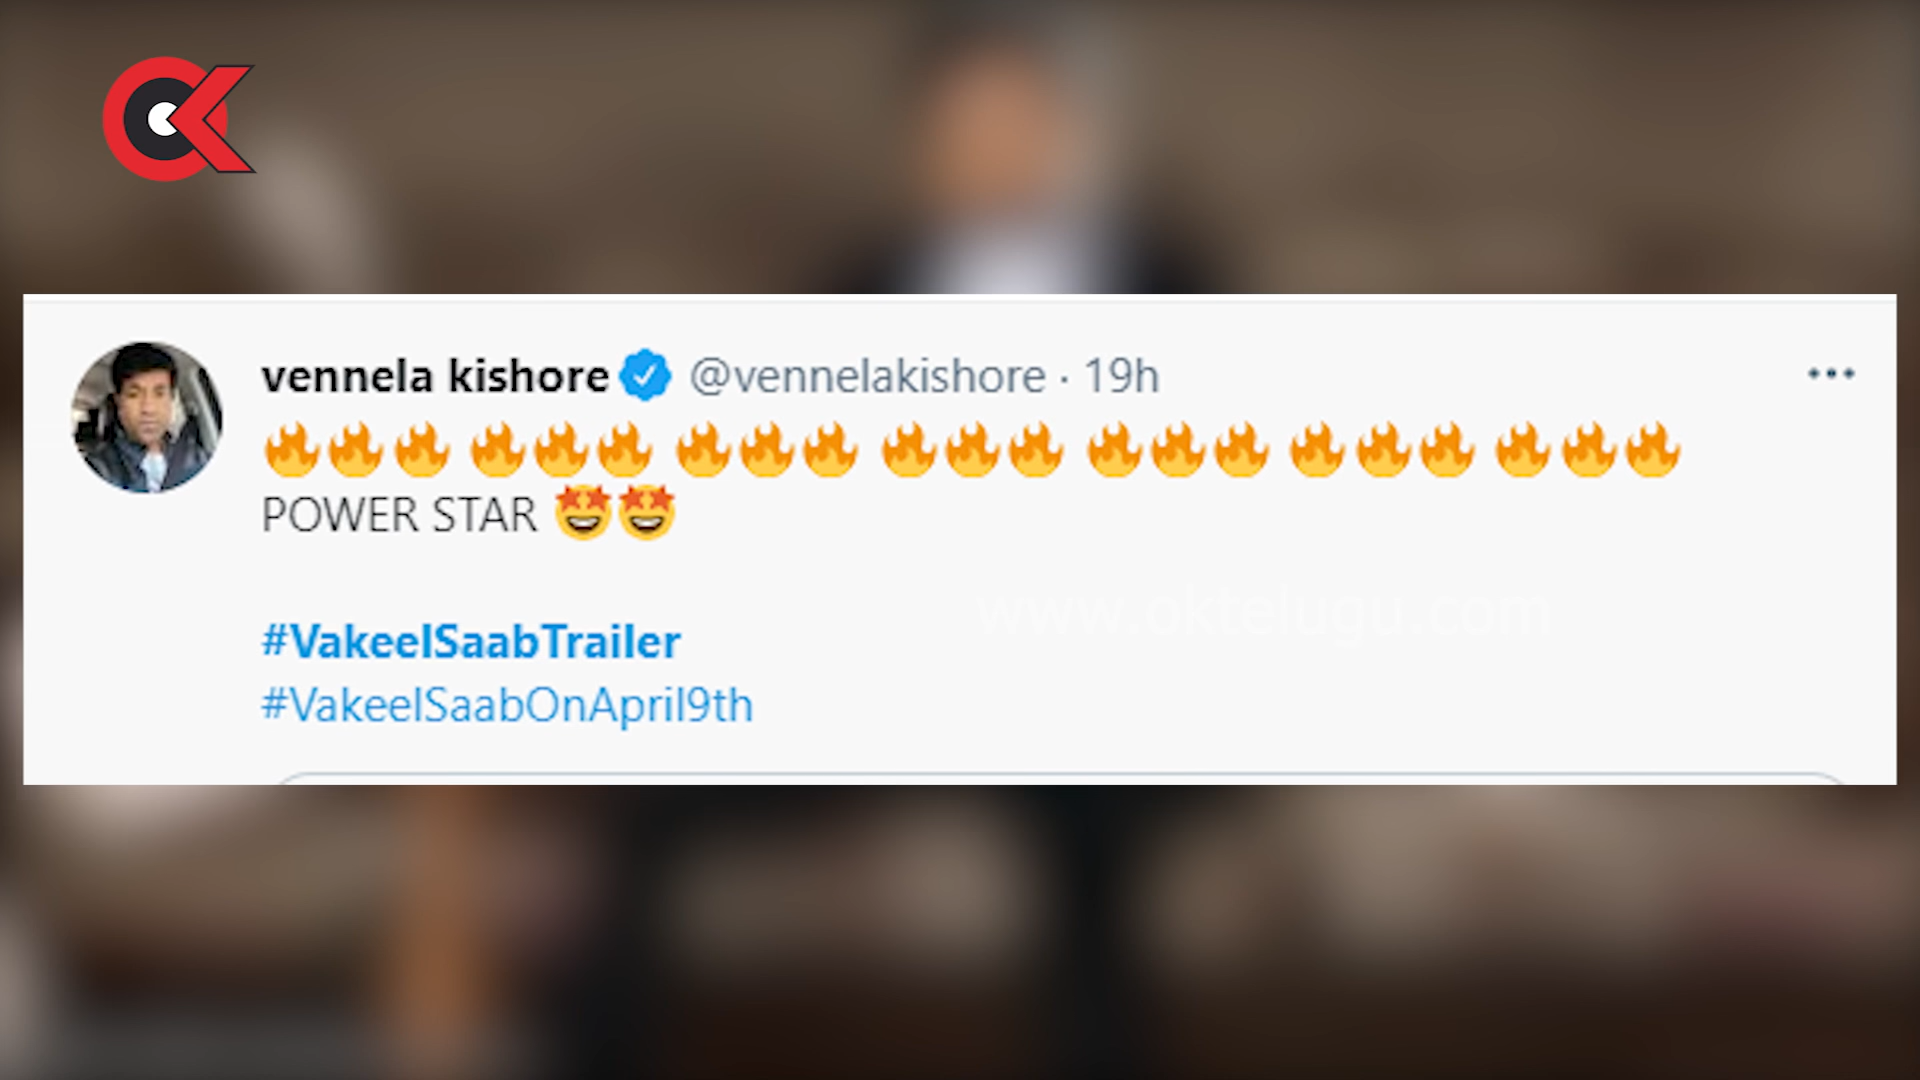 vennela kishore @vennelakishore · 19h
🔥🔥🔥 🔥🔥🔥 🔥🔥🔥 🔥🔥🔥 🔥🔥🔥 🔥🔥🔥 🔥🔥🔥
POWER STAR 🤩🤩
www.oktelugu.com
#VakeelSaabTrailer
#VakeelSaabOnApril9th